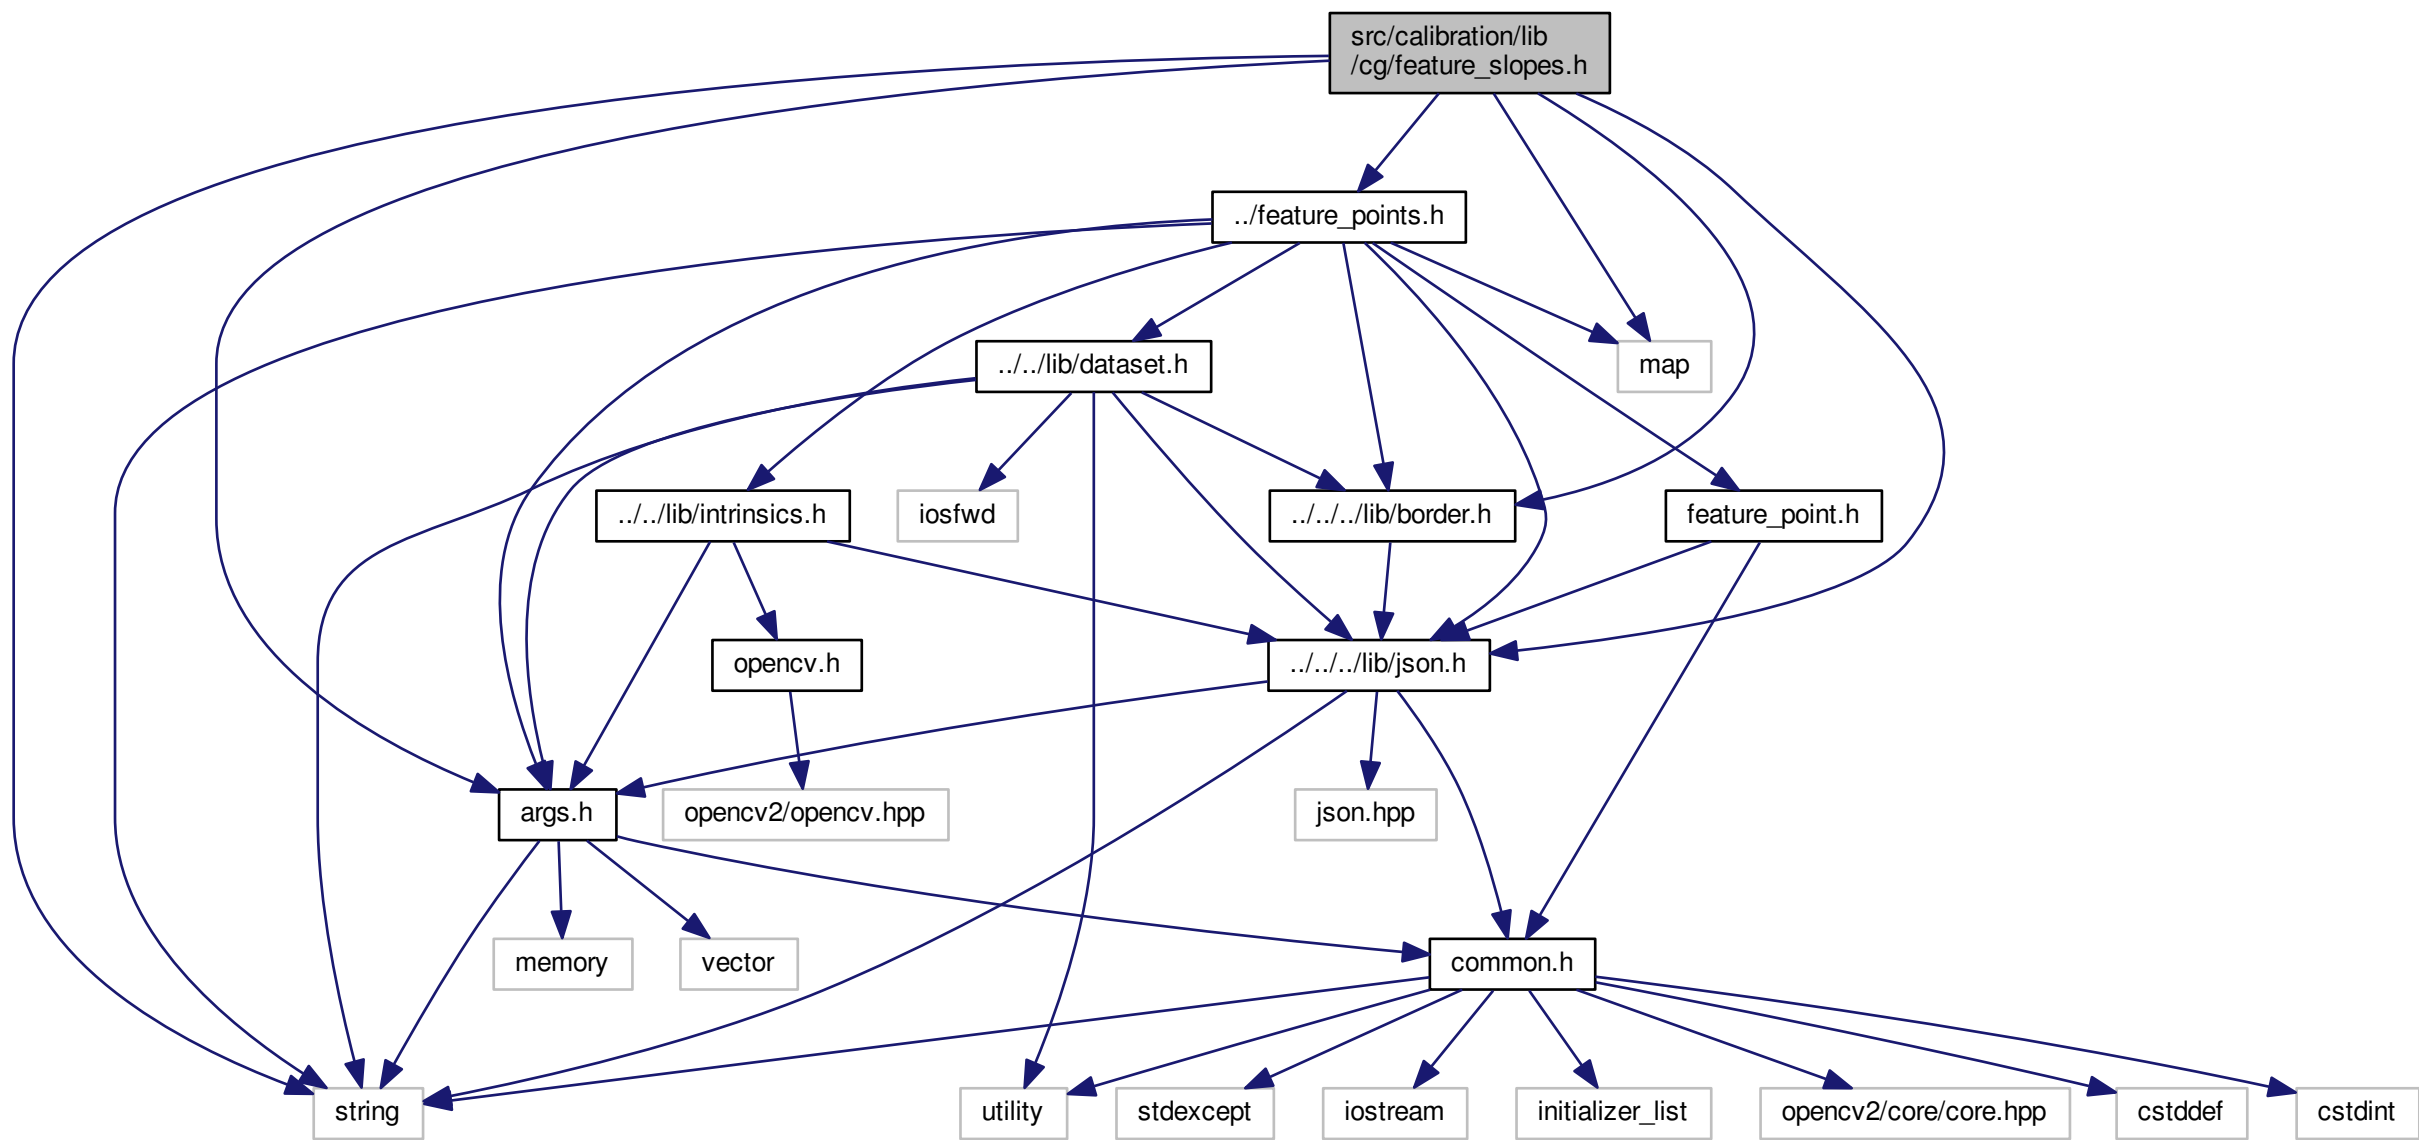 src/calibration/lib
/cg/feature_slopes.h
../feature_points.h
../../lib/dataset.h
map
../../lib/intrinsics.h
iosfwd
../../../lib/border.h
feature_point.h
opencv.h
../../../lib/json.h
args.h
opencv2/opencv.hpp
json.hpp
memory
vector
common.h
string
utility
stdexcept
iostream
initializer_list
opencv2/core/core.hpp
cstddef
cstdint